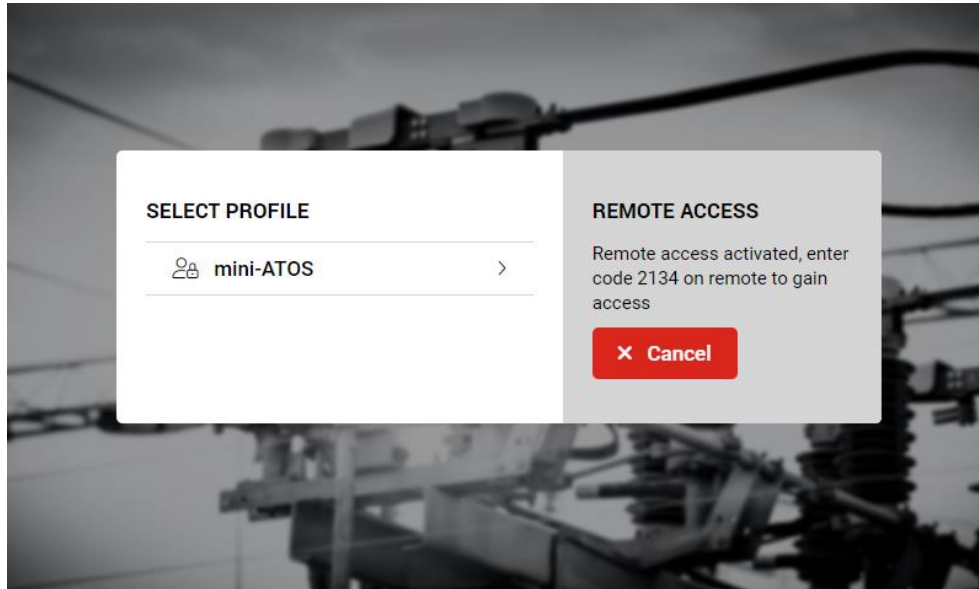 SELECT PROFILE
mini-ATOS
REMOTE ACCESS
Remote access activated, enter
code 2134 on remote to gain
access
Cancel